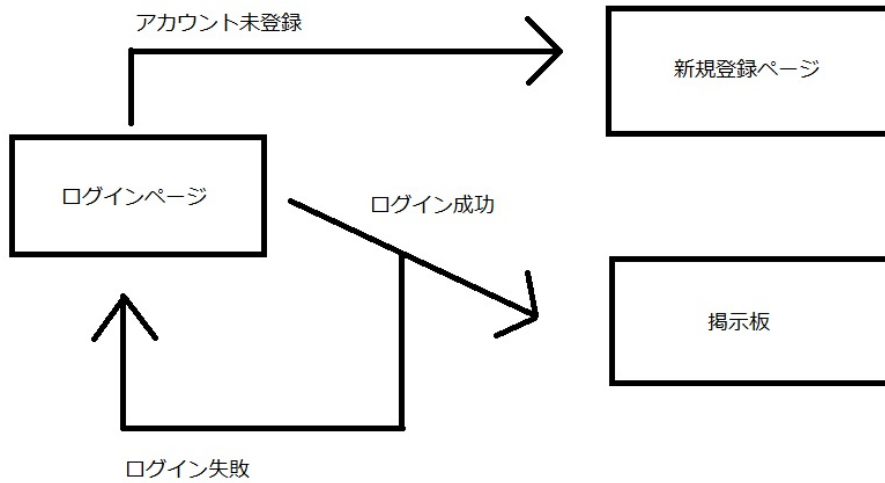 アカウント未登録
新規登録ページ
ログインページ
ログイン成功
掲示板
ログイン失敗